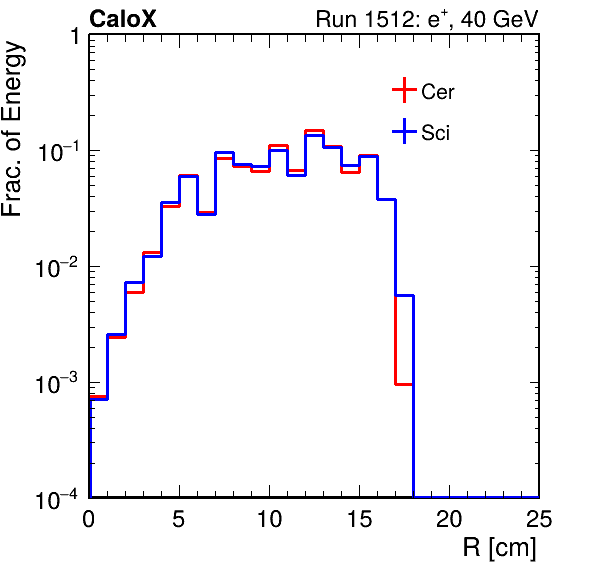 CaloX Run 1512: e⁺, 40 GeV
Frac. of Energy
1
10⁻¹
10⁻²
10⁻³
10⁻⁴
Cer
Sci
0 5 10 15 20 25
R [cm]